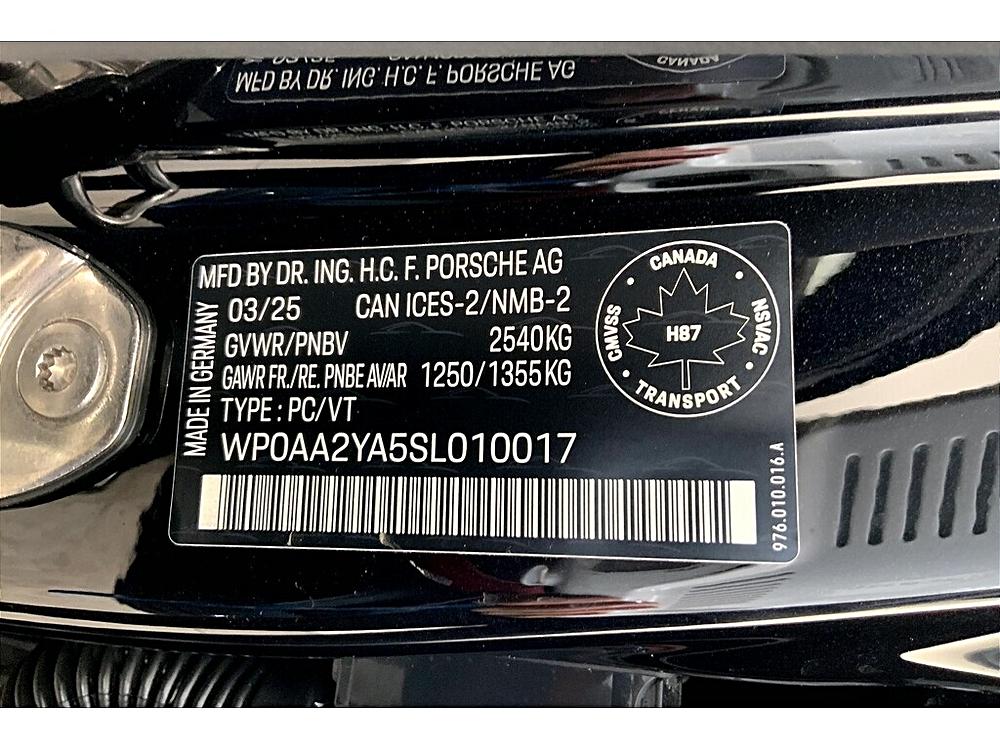 MFD BY DR. ING. H.C. F. PORSCHE AG
MFD BY DR. ING. H.C. F. PORSCHE AG
03/25 CAN ICES-2/NMB-2
GVWR/PNBV 2540KG
GAWR FR./RE. PNBE AV/AR 1250/1355KG
TYPE : PC/VT
WP0AA2YA5SL010017
MADE IN GERMANY
CANADA
CMVSS
NSVAC
H87
TRANSPORT
976.010.016.A